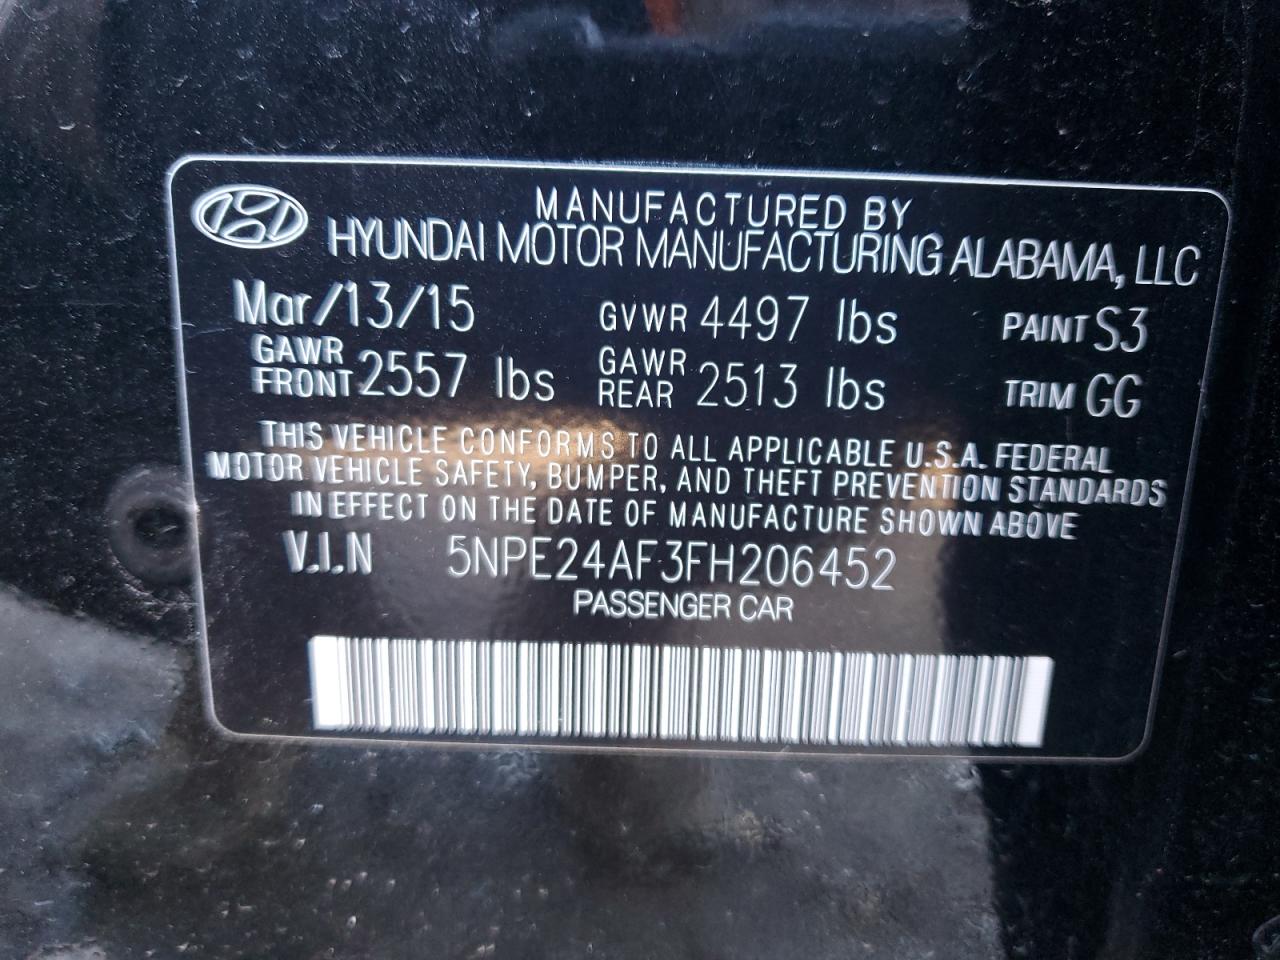 MANUFACTURED BY
HYUNDAI MOTOR MANUFACTURING ALABAMA, LLC
Mar/13/15 GVWR 4497 lbs PAINT S3
GAWR FRONT 2557 lbs GAWR REAR 2513 lbs TRIM GG
THIS VEHICLE CONFORMS TO ALL APPLICABLE U.S.A. FEDERAL
MOTOR VEHICLE SAFETY, BUMPER, AND THEFT PREVENTION STANDARDS
IN EFFECT ON THE DATE OF MANUFACTURE SHOWN ABOVE
V.I.N 5NPE24AF3FH206452
PASSENGER CAR